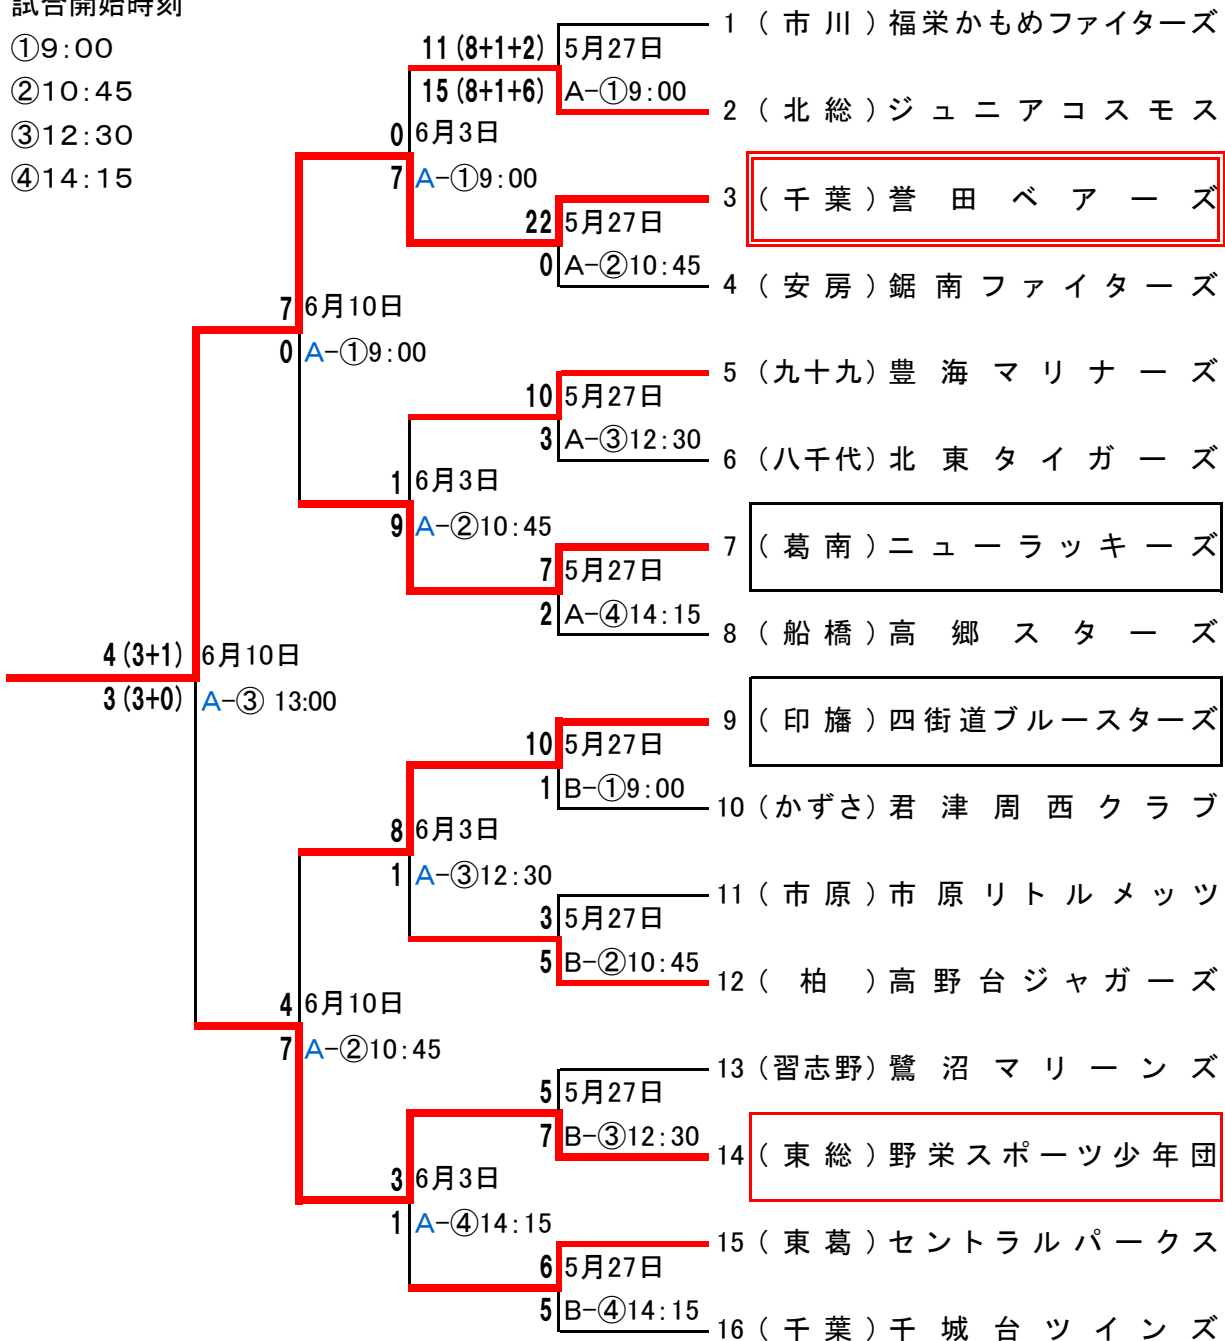 試合開始時刻
①9:00
②10:45
③12:30
④14:15
1 (市川) 福栄かもめファイターズ
11 (8+1+2) 5月27日
15 (8+1+6) A-①9:00
2 (北総) ジュニアコスモス
0 6月3日
7 A-①9:00
3 (千葉) 誉田ベアーズ
22 5月27日
0 A-②10:45
4 (安房) 鋸南ファイターズ
7 6月10日
0 A-①9:00
5 (九十九) 豊海マリナーズ
10 5月27日
3 A-③12:30
6 (八千代) 北東タイガーズ
1 6月3日
9 A-②10:45
7 (葛南) ニューラッキーズ
7 5月27日
2 A-④14:15
8 (船橋) 高郷スターズ
4 (3+1) 6月10日
3 (3+0) A-③ 13:00
9 (印旛) 四街道ブルースターズ
10 5月27日
1 B-①9:00
10 (かずさ) 君津周西クラブ
8 6月3日
1 A-③12:30
11 (市原) 市原リトルメッツ
3 5月27日
5 B-②10:45
12 (柏) 高野台ジャガーズ
4 6月10日
7 A-②10:45
13 (習志野) 鷺沼マリーンズ
5 5月27日
7 B-③12:30
14 (東総) 野栄スポーツ少年団
3 6月3日
1 A-④14:15
15 (東葛) セントラルパークス
6 5月27日
5 B-④14:15
16 (千葉) 千城台ツインズ